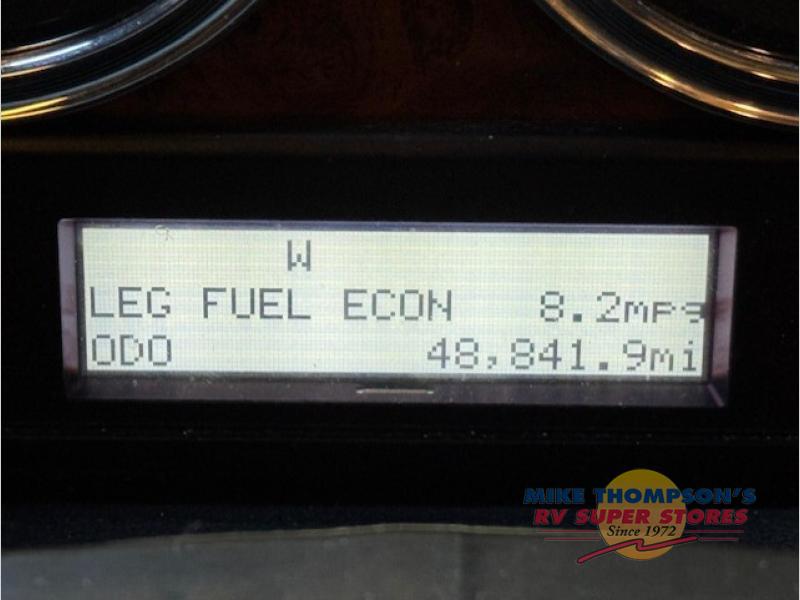 W
LEG FUEL ECON 8.2mpg
ODO 48,841.9mi
MIKE THOMPSON'S
RV SUPER STORES
Since 1972